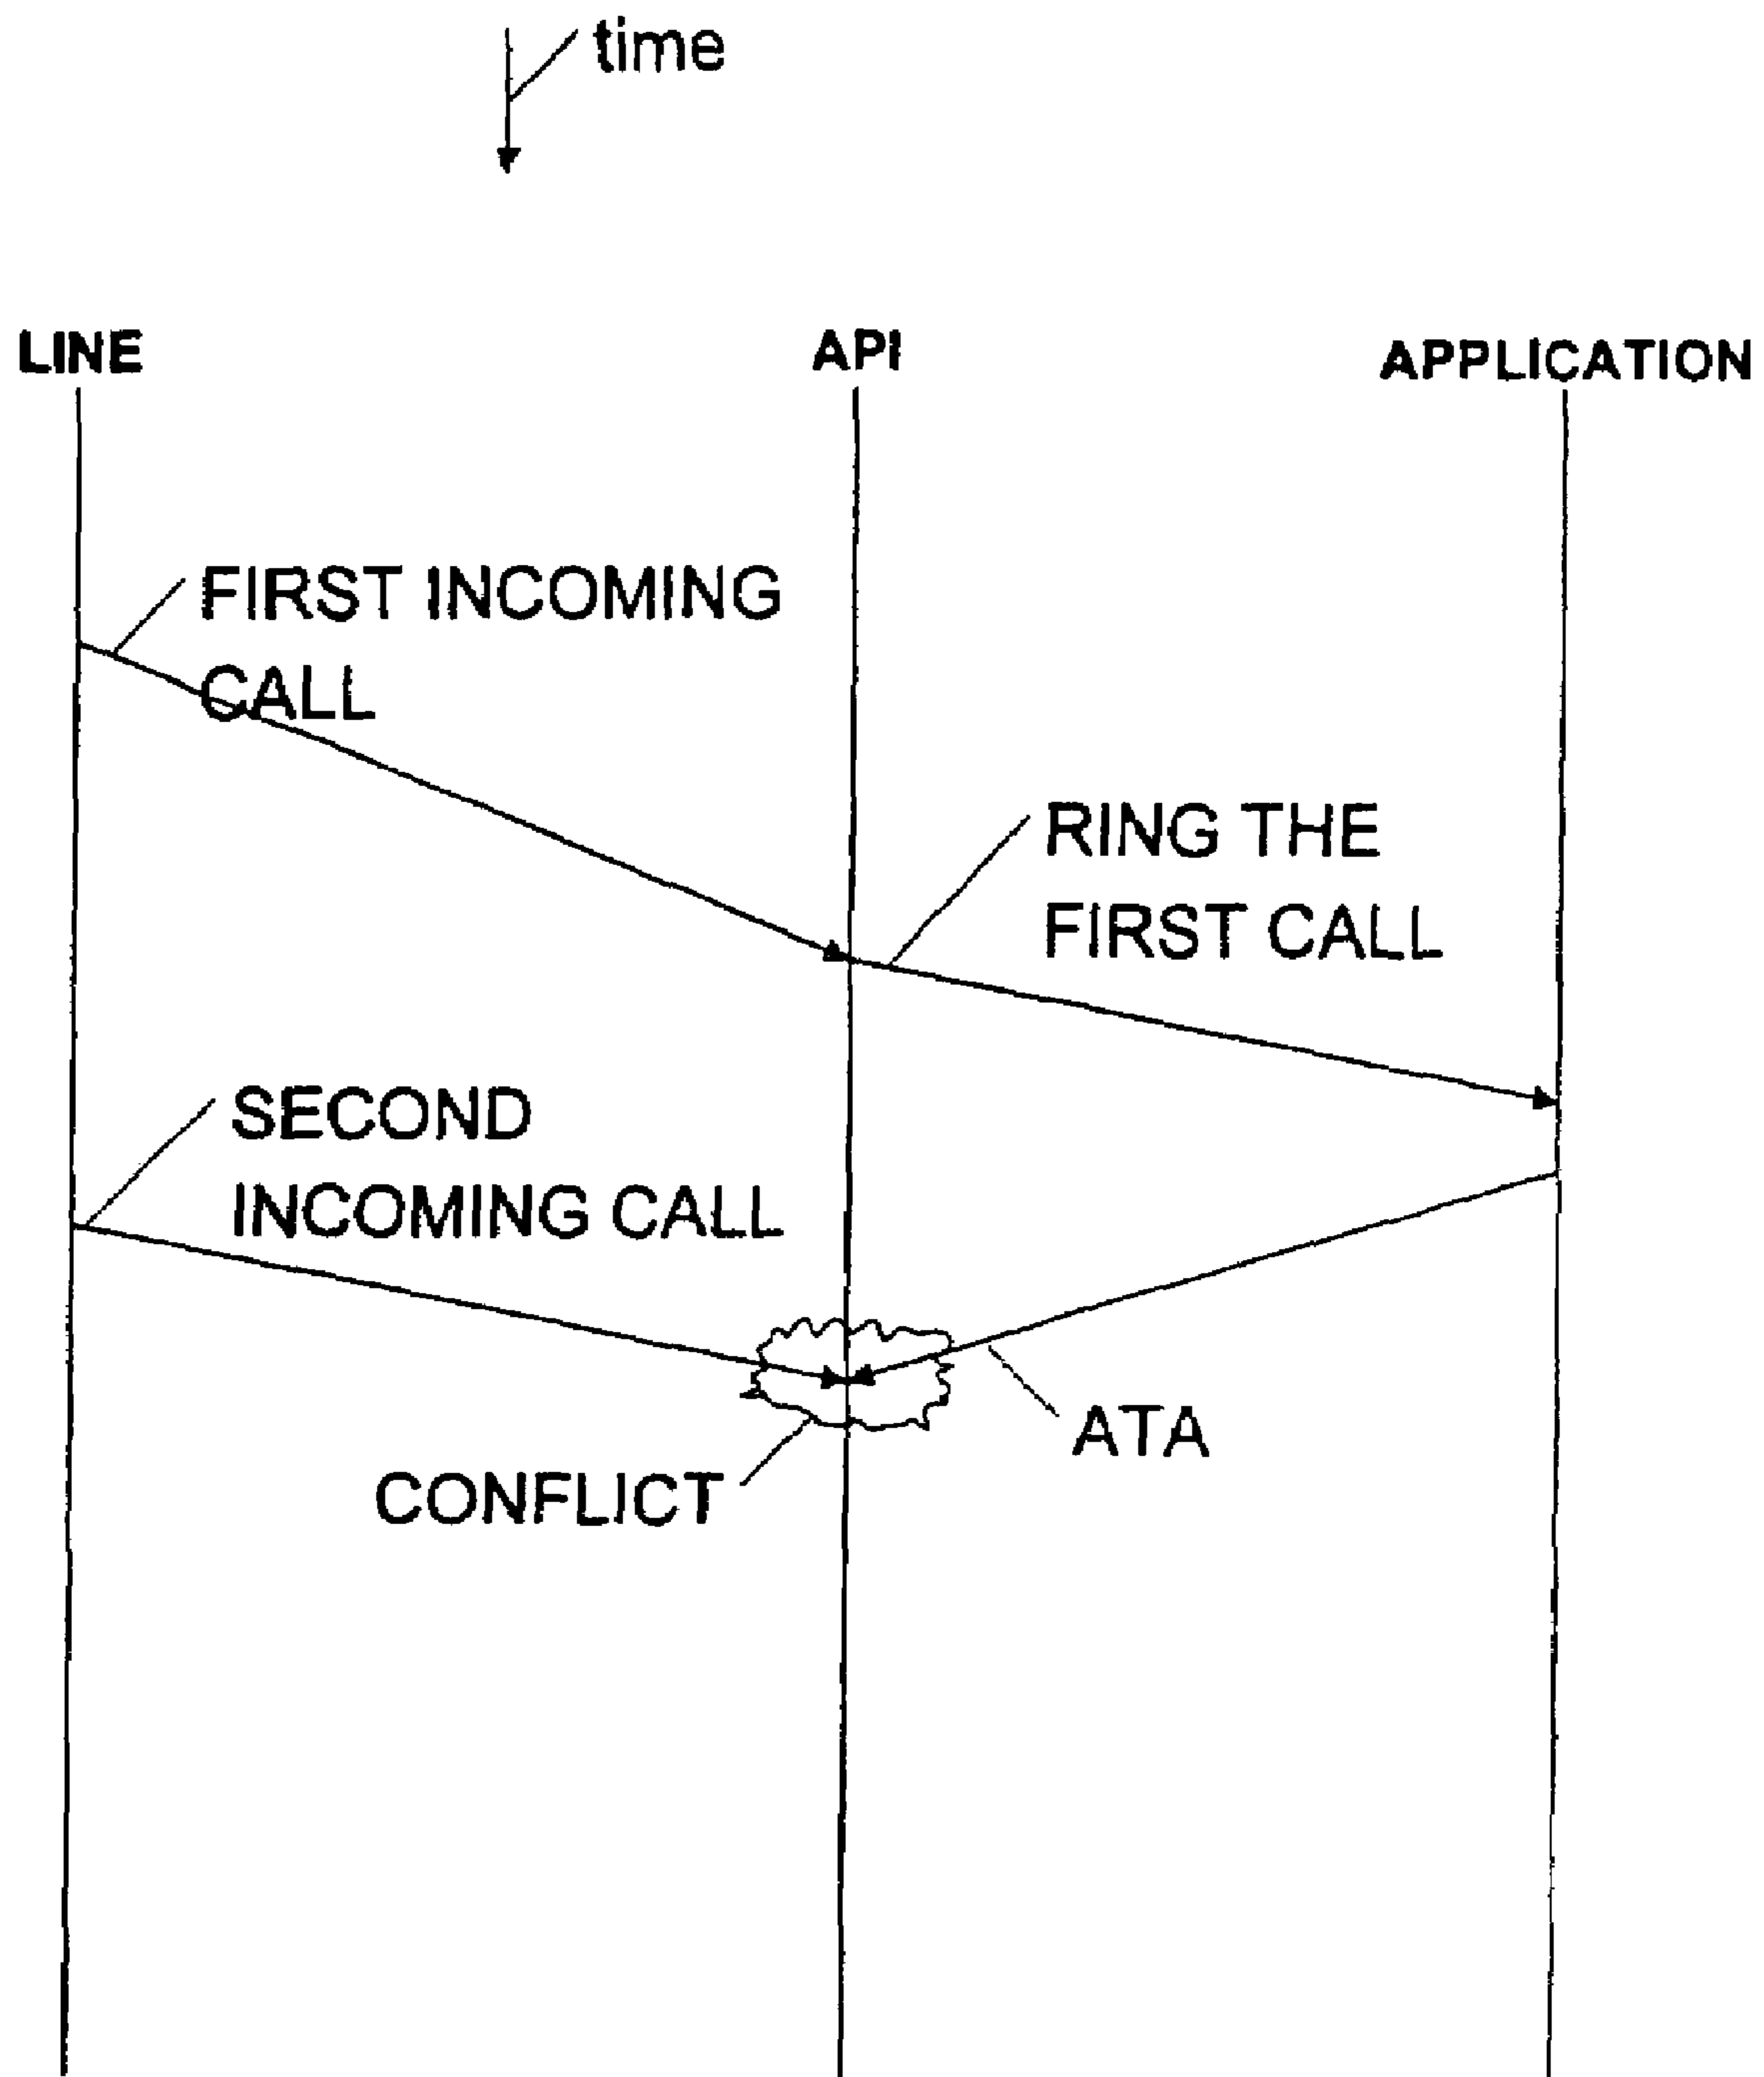 time
LINE
API
APPLICATION
FIRST INCOMING
CALL
RING THE
FIRST CALL
SECOND
INCOMING CALL
ATA
CONFLICT